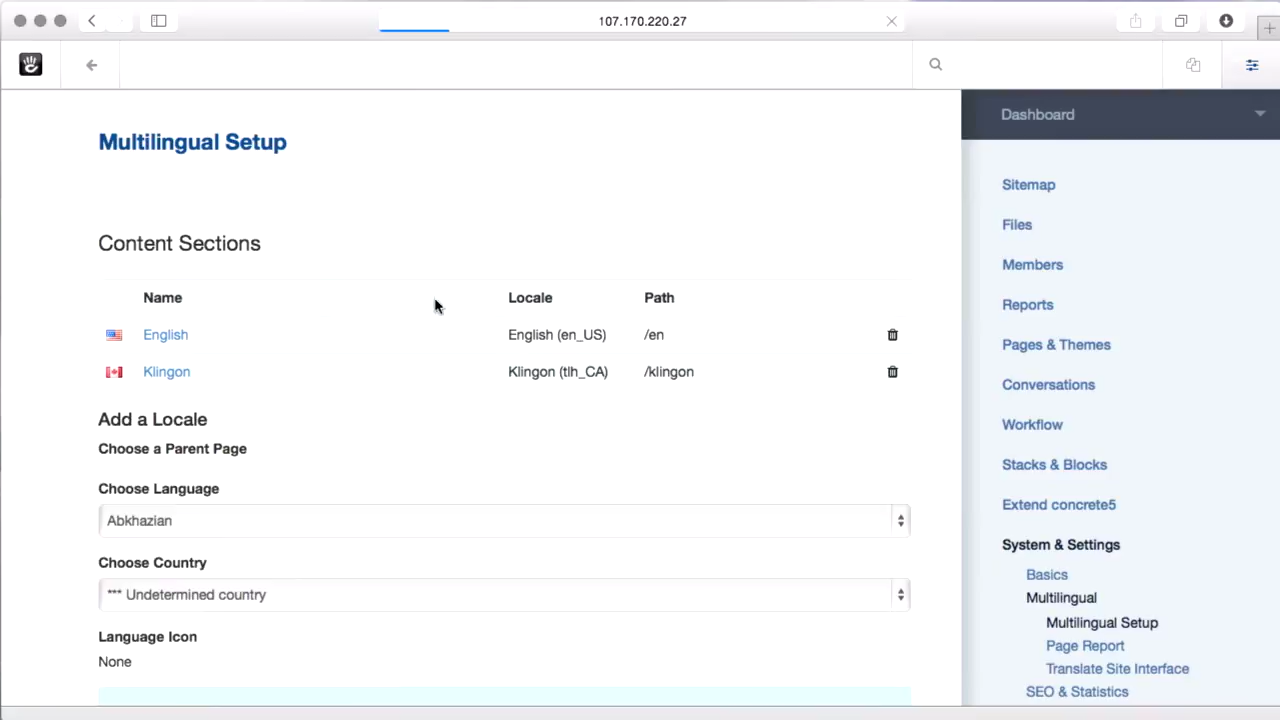 107.170.220.27
Dashboard
Multilingual Setup
Content Sections
Name Locale Path
English English (en_US) /en
Klingon Klingon (tlh_CA) /klingon
Add a Locale
Choose a Parent Page
Choose Language
Abkhazian
Choose Country
*** Undetermined country
Language Icon
None
Sitemap
Files
Members
Reports
Pages & Themes
Conversations
Workflow
Stacks & Blocks
Extend concrete5
System & Settings
Basics
Multilingual
Multilingual Setup
Page Report
Translate Site Interface
SEO & Statistics